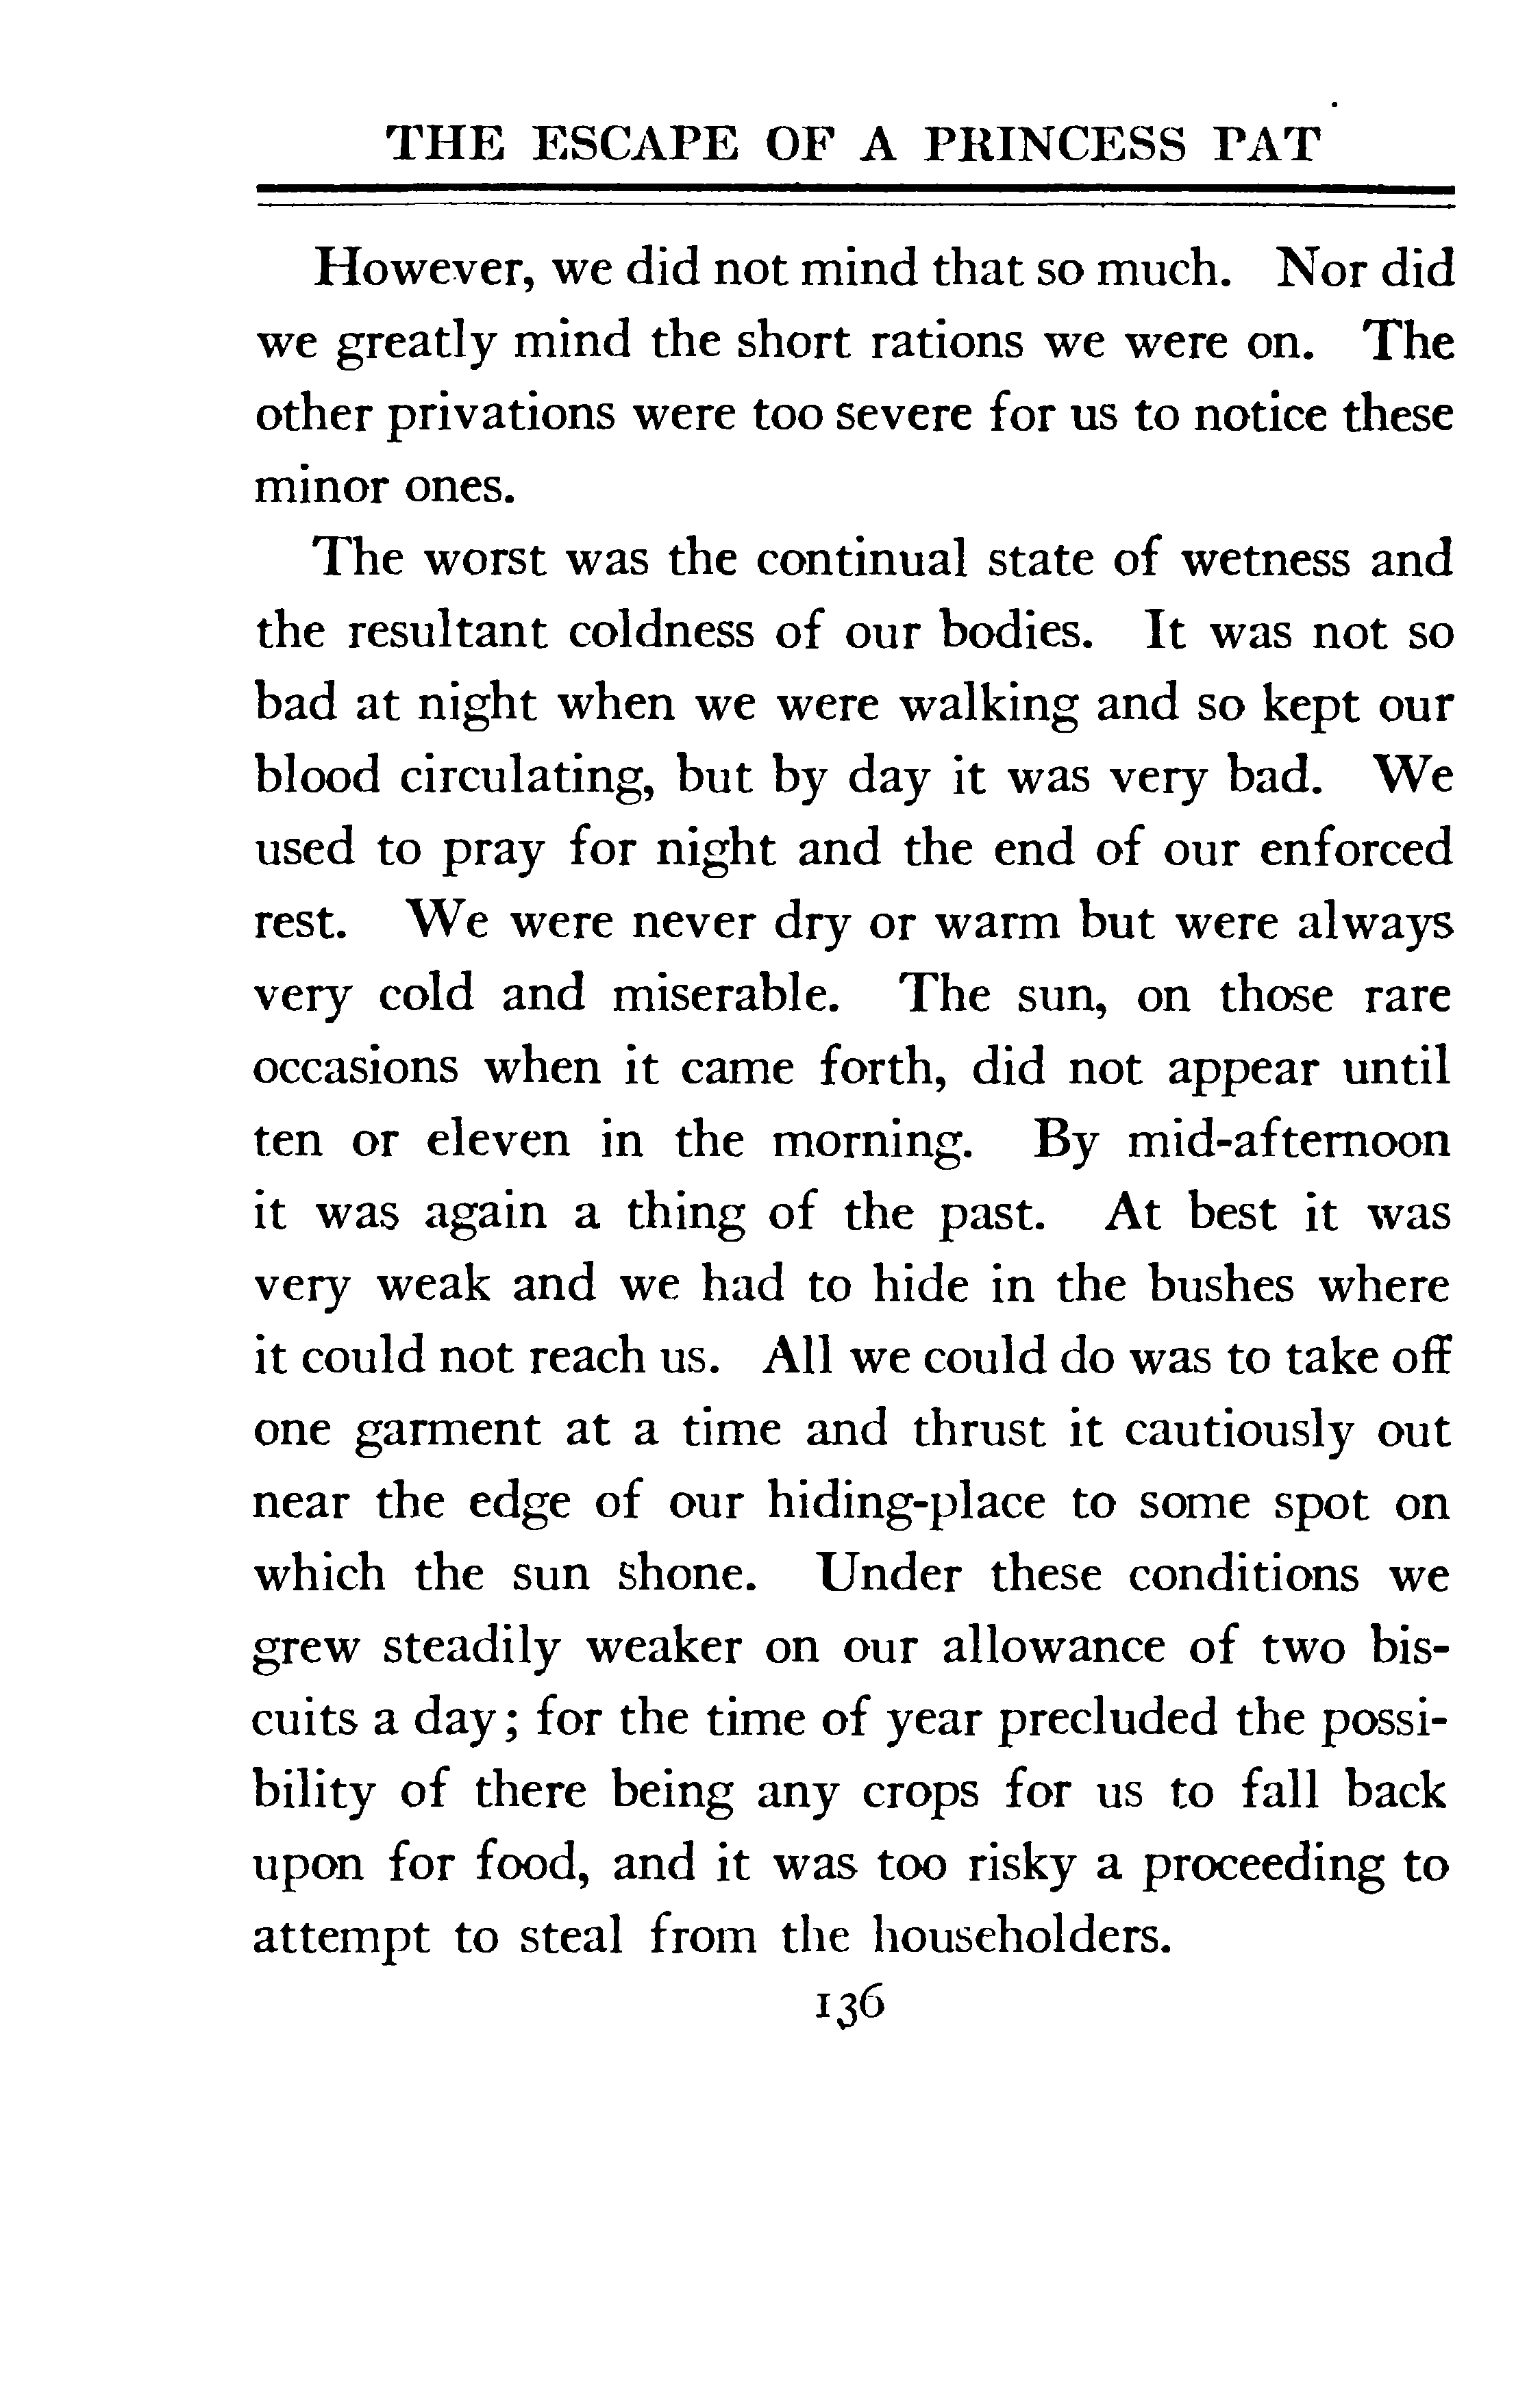 THE ESCAPE OF A PRINCESS PAT
However, we did not mind that so much. Nor did
we greatly mind the short rations we were on. The
other privations were too severe for us to notice these
minor ones.
The worst was the continual state of wetness and
the resultant coldness of our bodies. It was not so
bad at night when we were walking and so kept our
blood circulating, but by day it was very bad. We
used to pray for night and the end of our enforced
rest. We were never dry or warm but were always
very cold and miserable. The sun, on those rare
occasions when it came forth, did not appear until
ten or eleven in the morning. By mid-afternoon
it was again a thing of the past. At best it was
very weak and we had to hide in the bushes where
it could not reach us. All we could do was to take off
one garment at a time and thrust it cautiously out
near the edge of our hiding-place to some spot on
which the sun shone. Under these conditions we
grew steadily weaker on our allowance of two bis-
cuits a day; for the time of year precluded the possi-
bility of there being any crops for us to fall back
upon for food, and it was too risky a proceeding to
attempt to steal from the householders.
136